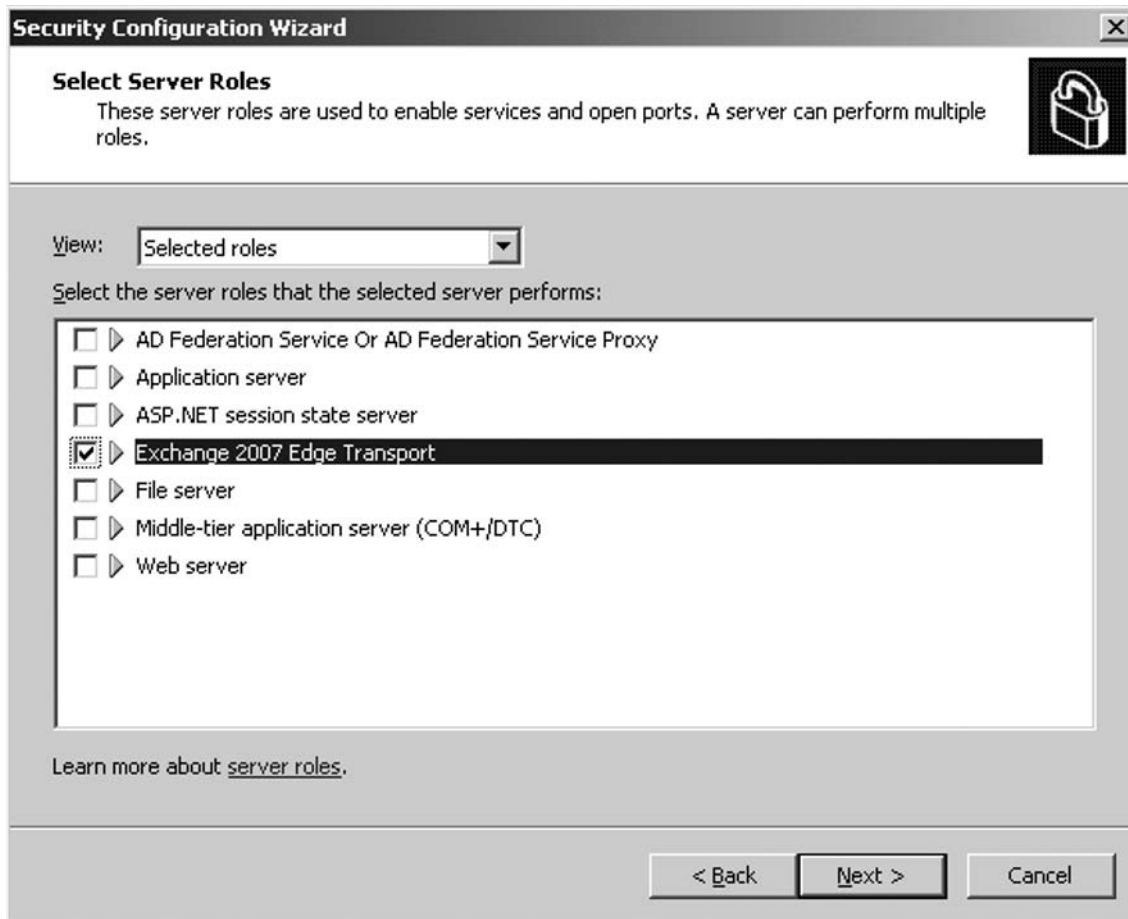 Security Configuration Wizard
Select Server Roles
These server roles are used to enable services and open ports. A server can perform multiple
roles.
View: Selected roles
Select the server roles that the selected server performs:
AD Federation Service Or AD Federation Service Proxy
Application server
ASP.NET session state server
Exchange 2007 Edge Transport
File server
Middle-tier application server (COM+/DTC)
Web server
Learn more about server roles.
< Back Next > Cancel